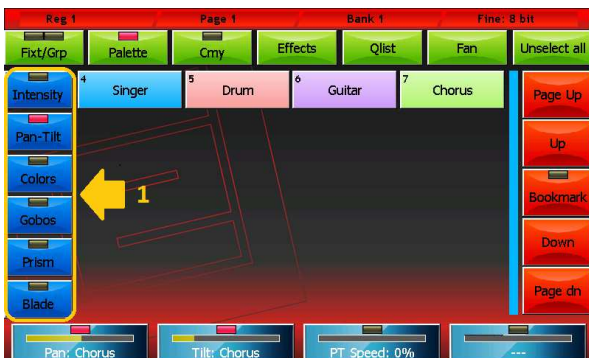 Reg 1 Page 1 Bank 1 Fine: 8 bit
Fixt/Grp Palette Cmy Effects Qlist Fan Unselect all
Intensity 4 Singer 5 Drum 6 Guitar 7 Chorus Page Up
Pan-Tilt Up
Colors Bookmark
1
Gobos Down
Prism
Blade Page dn
Pan: Chorus Tilt: Chorus PT Speed: 0% ---